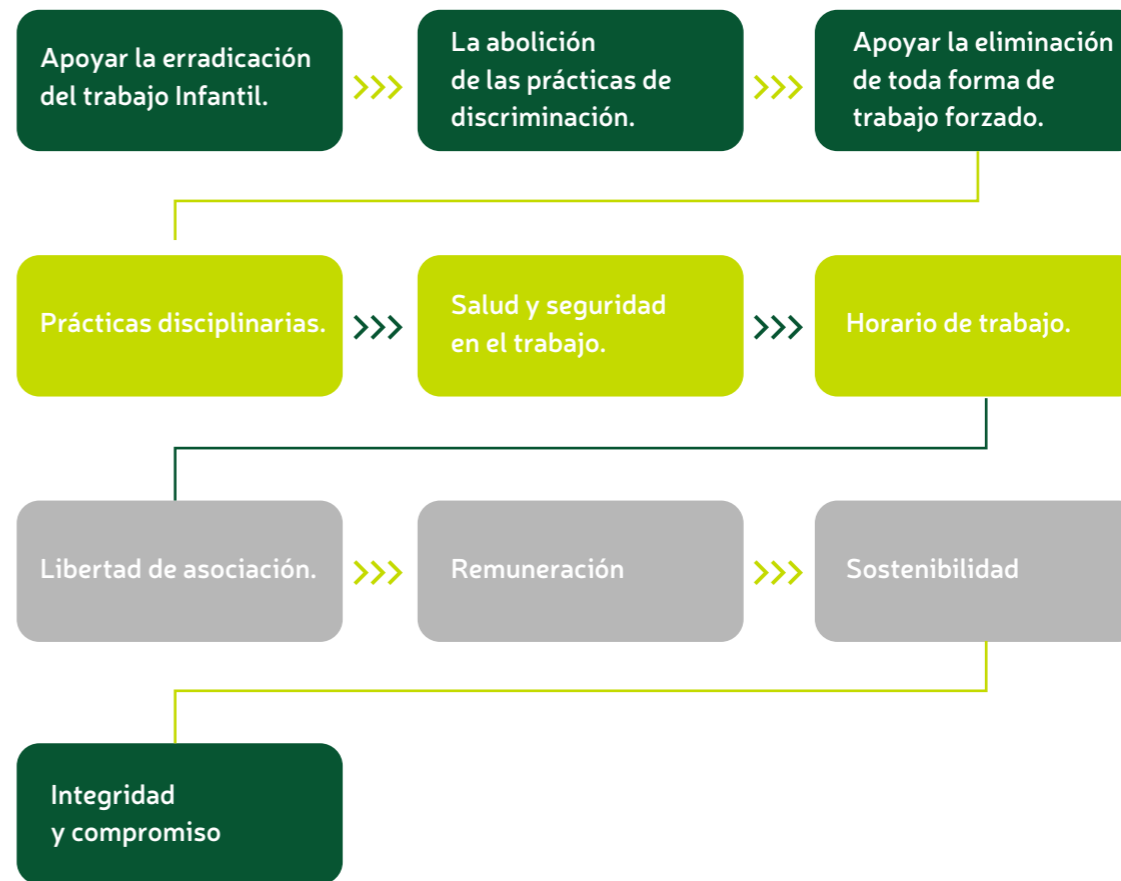 Apoyar la erradicación
del trabajo Infantil.
La abolición
de las prácticas de
discriminación.
Apoyar la eliminación
de toda forma de
trabajo forzado.
Prácticas disciplinarias.
Salud y seguridad
en el trabajo.
Horario de trabajo.
Libertad de asociación.
Remuneración
Sostenibilidad
Integridad
y compromiso